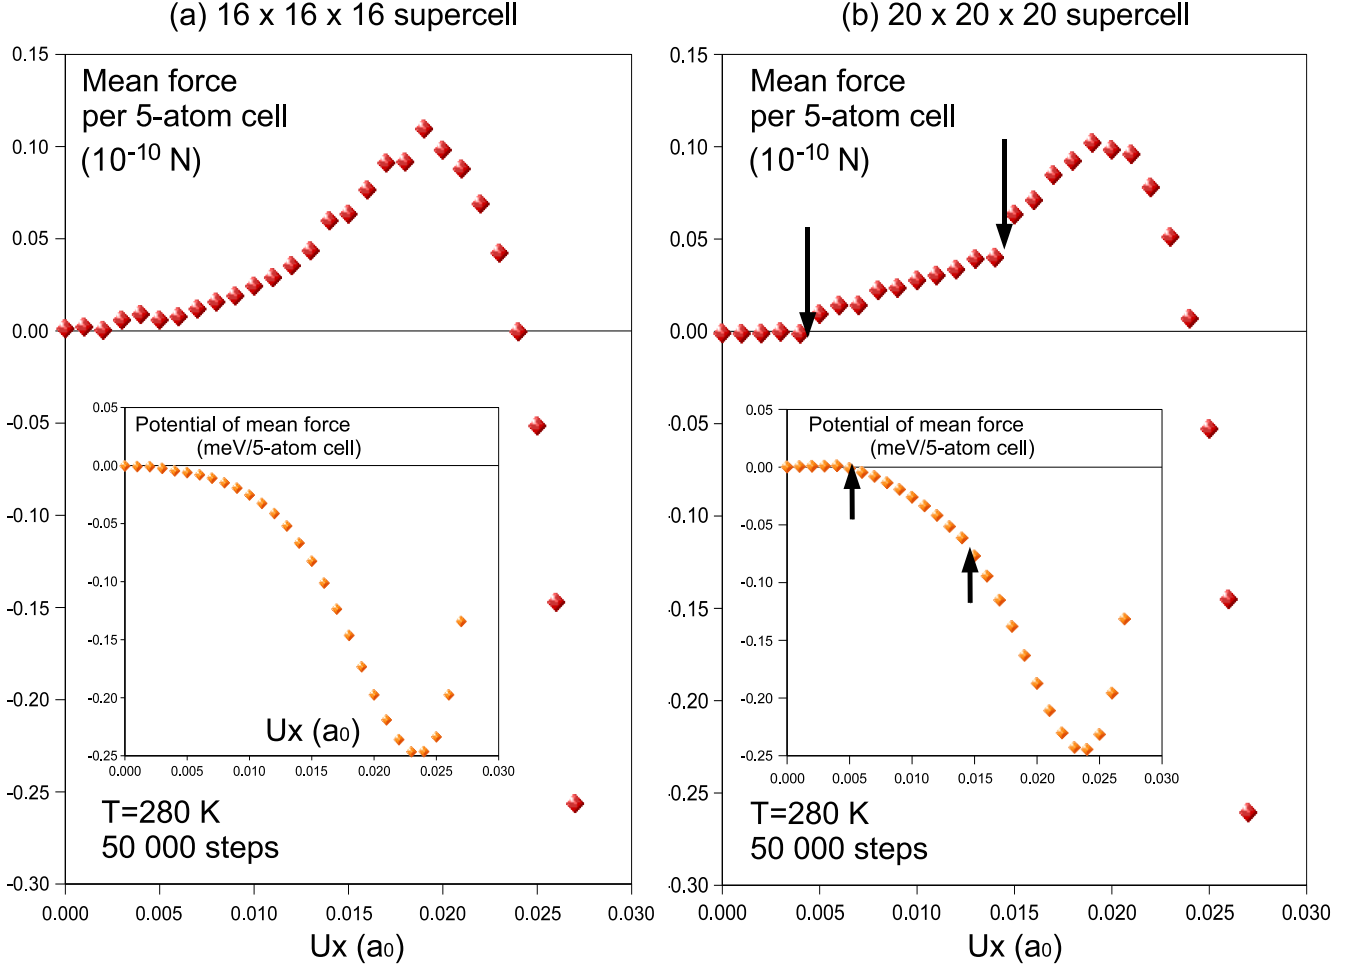 (a) 16 x 16 x 16 supercell
0.15
0.10
0.05
0.00
-0.05
-0.10
-0.15
-0.20
-0.25
-0.30
Mean force
per 5-atom cell
(10-10 N)
0.05
0.00
-0.05
-0.10
-0.15
-0.20
-0.25
Potential of mean force
(meV/5-atom cell)
Ux (a0)
0.000 0.005 0.010 0.015 0.020 0.025 0.030
T=280 K
50 000 steps
0.000 0.005 0.010 0.015 0.020 0.025 0.030
Ux (a0)
(b) 20 x 20 x 20 supercell
0.15
0.10
0.05
0.00
0.05
0.10
0.15
0.20
0.25
0.30
Mean force
per 5-atom cell
(10-10 N)
0.05
0.00
-0.05
-0.10
-0.15
-0.20
-0.25
Potential of mean force
(meV/5-atom cell)
0.000 0.005 0.010 0.015 0.020 0.025 0.030
T=280 K
50 000 steps
0.000 0.005 0.010 0.015 0.020 0.025 0.030
Ux (a0)